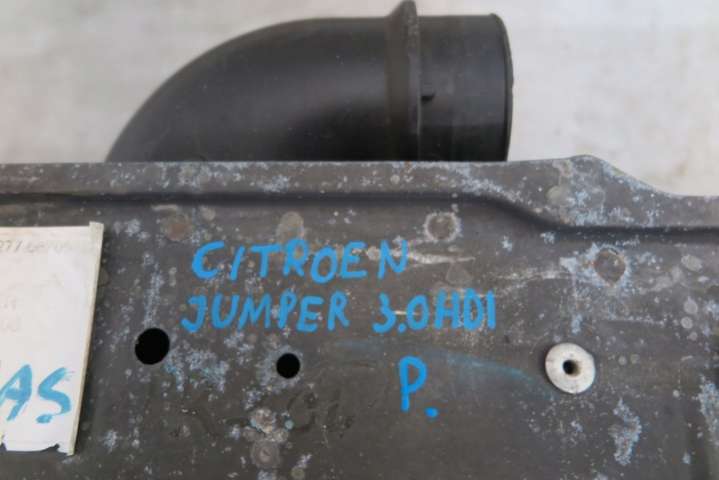 CITROEN
JUMPER 3.0HDI
P.
AS